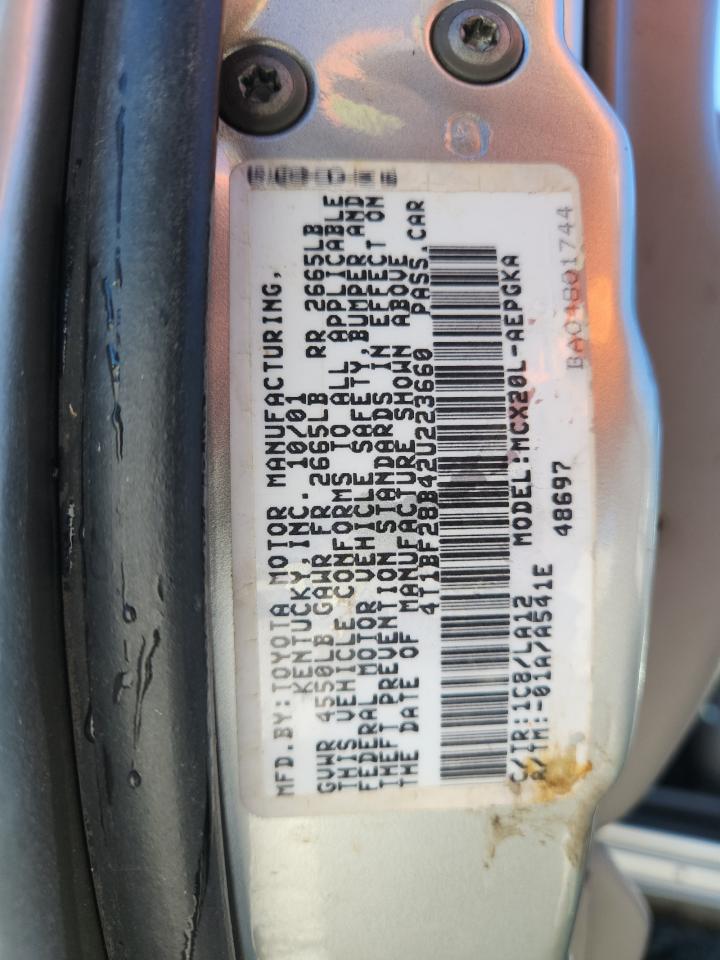 MFD.BY:TOYOTA MOTOR MANUFACTURING,
KENTUCKY,INC. 10/01
GVWR 4550LB GAWR FR 2665LB RR 2665LB
THIS VEHICLE CONFORMS TO ALL APPLICABLE
FEDERAL MOTOR VEHICLE SAFETY,BUMPER AND
THEFT PREVENTION STANDARDS IN EFFECT ON
THE DATE OF MANUFACTURE SHOWN ABOVE
4T1BF28B42U223660 PASS.CAR
C/TR:1C8/LA12 MODEL:MCX20L-AEPGKA
R/TM:-01A/A541E 48697
BA04801744